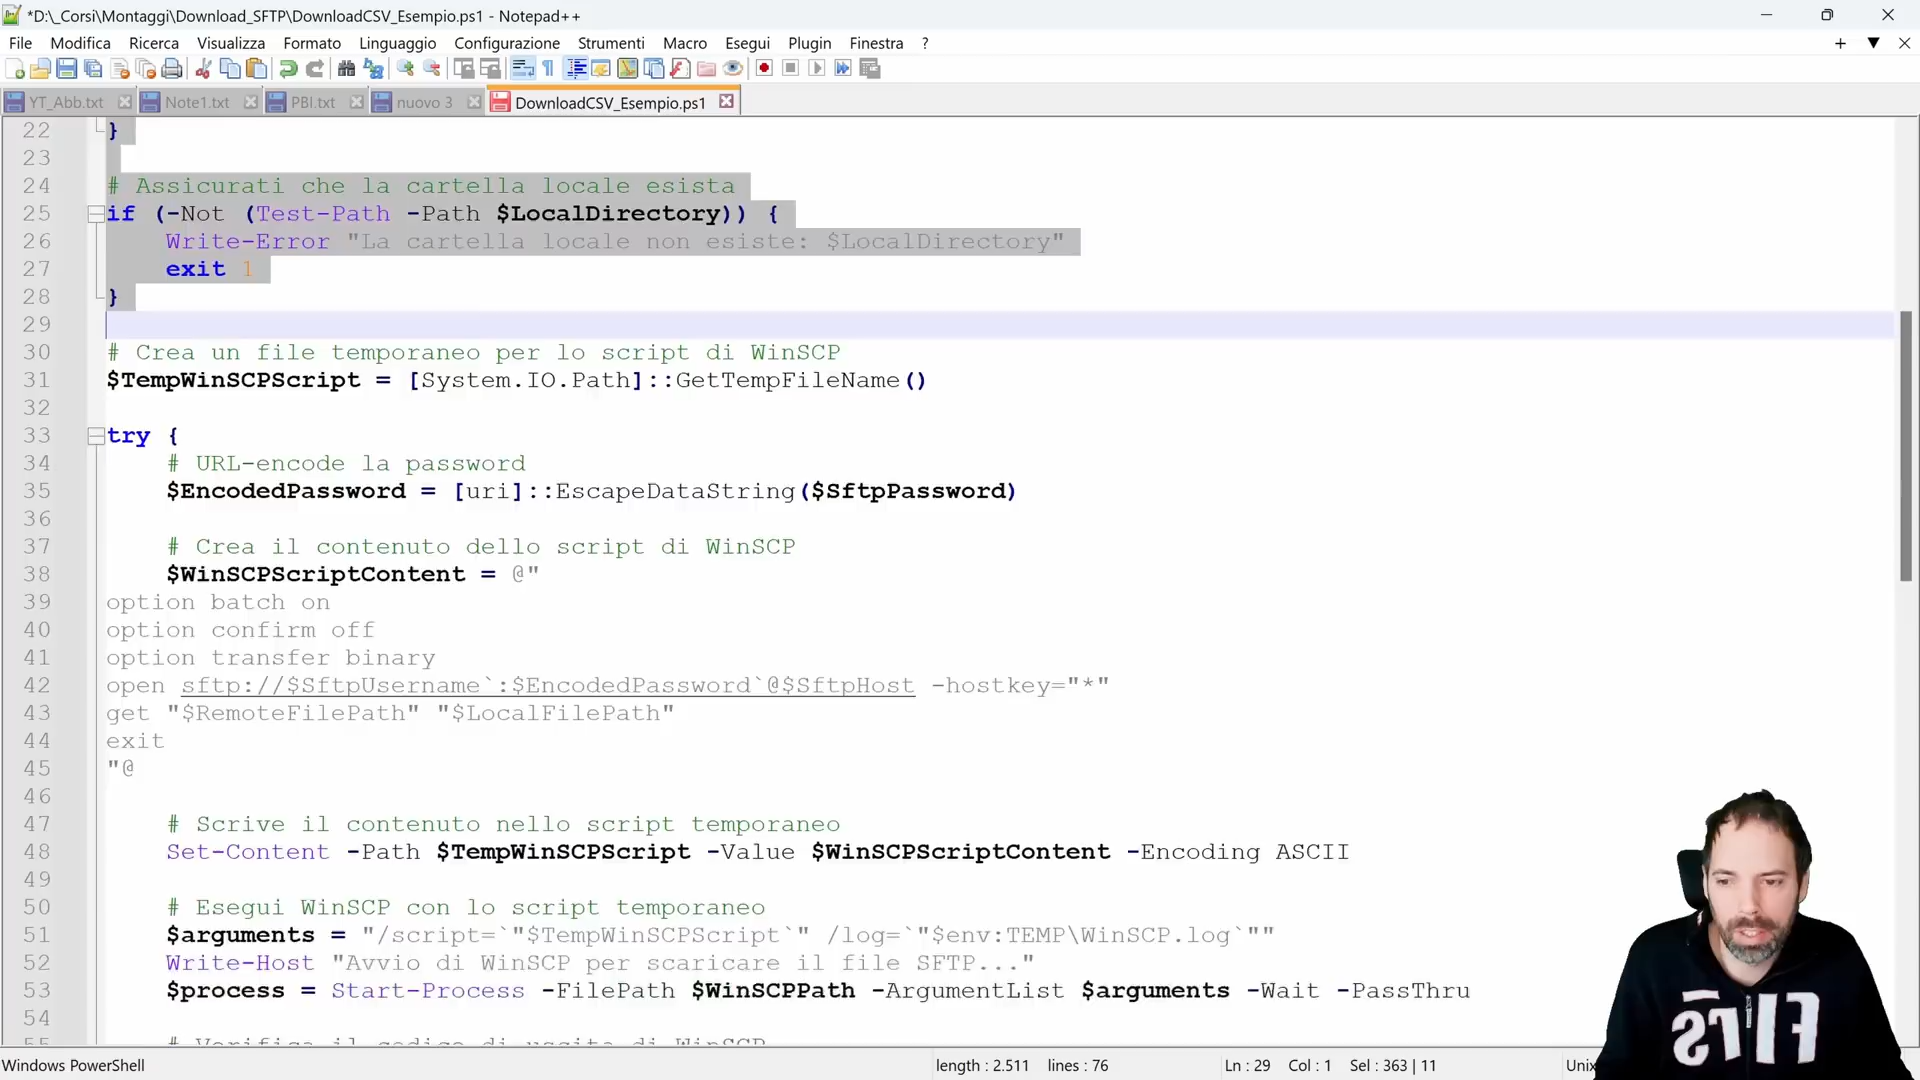 *D:\_Corsi\Montaggi\Download_SFTP\DownloadCSV_Esempio.ps1 - Notepad++
File Modifica Ricerca Visualizza Formato Linguaggio Configurazione Strumenti Macro Esegui Plugin Finestra ?
YT_Abb.txt Note1.txt PBI.txt nuovo 3 DownloadCSV_Esempio.ps1
22 }
23
24 # Assicurati che la cartella locale esista
25 if (-Not (Test-Path -Path $LocalDirectory)) {
26 Write-Error "La cartella locale non esiste: $LocalDirectory"
27 exit 1
28 }
29
30 # Crea un file temporaneo per lo script di WinSCP
31 $TempWinSCPScript = [System.IO.Path]::GetTempFileName()
32
33 try {
34 # URL-encode la password
35 $EncodedPassword = [uri]::EscapeDataString($SftpPassword)
36
37 # Crea il contenuto dello script di WinSCP
38 $WinSCPScriptContent = @"
39 option batch on
40 option confirm off
41 option transfer binary
42 open sftp://$SftpUsername`:$EncodedPassword`@$SftpHost -hostkey="*"
43 get "$RemoteFilePath" "$LocalFilePath"
44 exit
45 "@
46
47 # Scrive il contenuto nello script temporaneo
48 Set-Content -Path $TempWinSCPScript -Value $WinSCPScriptContent -Encoding ASCII
49
50 # Esegui WinSCP con lo script temporaneo
51 $arguments = "/script=`"$TempWinSCPScript`" /log=`"$env:TEMP\WinSCP.log`""
52 Write-Host "Avvio di WinSCP per scaricare il file SFTP..."
53 $process = Start-Process -FilePath $WinSCPPath -ArgumentList $arguments -Wait -PassThru
54
55 # Verifica il codice di uscita di WinSCP
Windows PowerShell length : 2.511 lines : 76 Ln : 29 Col : 1 Sel : 363 | 11 Unix